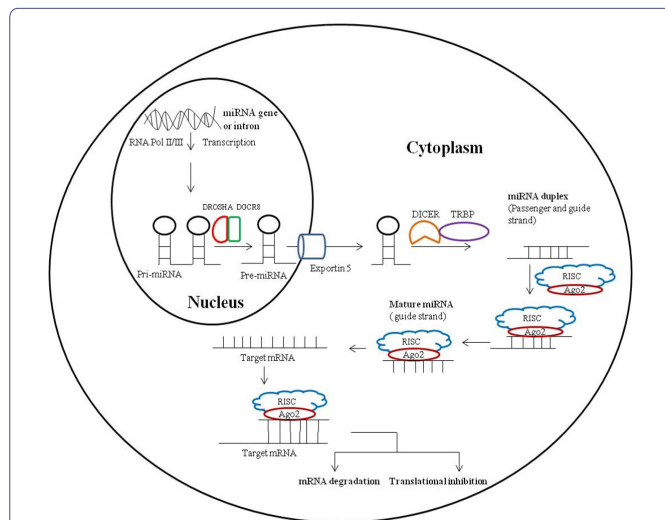 miRNA gene
or intron
RNA Pol II/III Transcription
Cytoplasm
DROSHA DGCR8
DICER TRBP
miRNA duplex
(Passenger and guide
strand)
Pri-miRNA
Pre-miRNA
Exportin 5
Nucleus
RISC
Ago2
Mature miRNA
(guide strand)
RISC
Ago2
RISC
Ago2
Target mRNA
RISC
Ago2
Target mRNA
mRNA degradation
Translational inhibition